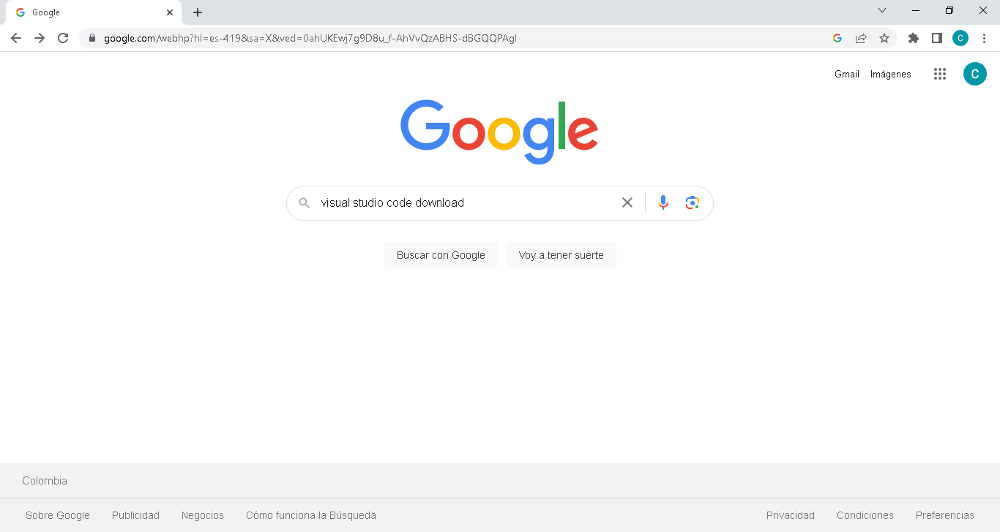 Google
google.com/webhp?hl=es-419&sa=X&ved=0ahUKEwj7g9D8u_f-AhVvQzABHS-dBGQQPAgI
C
Gmail Imágenes C
Google
visual studio code download
Buscar con Google Voy a tener suerte
Colombia
Sobre Google Publicidad Negocios Cómo funciona la Búsqueda Privacidad Condiciones Preferencias